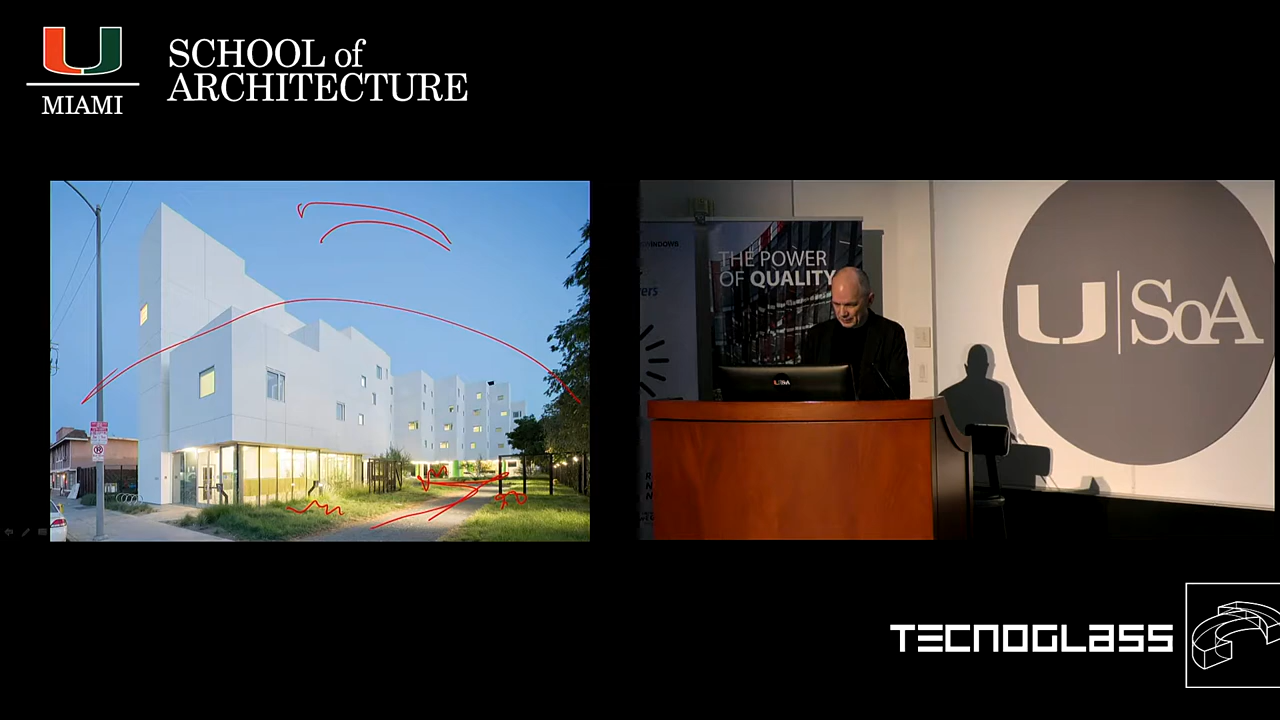 SCHOOL of
ARCHITECTURE
MIAMI
THE POWER
OF QUALITY
U SoA
TECNOGLASS